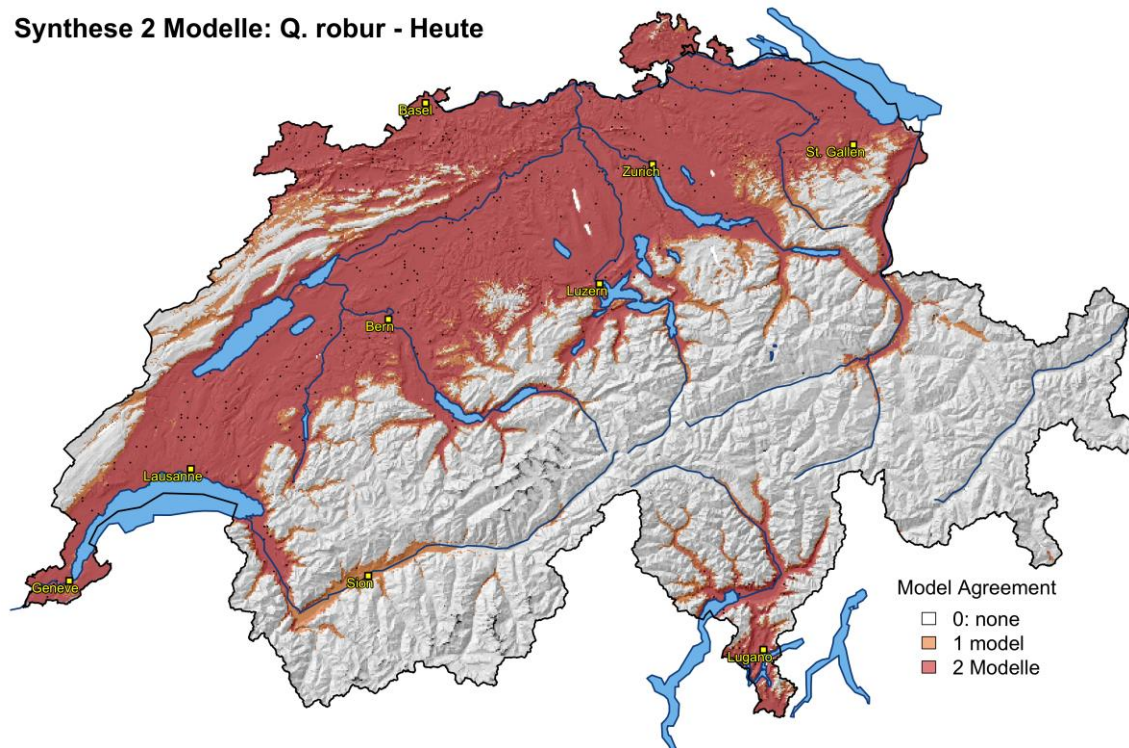 Synthese 2 Modelle: Q. robur - Heute
Basel
St. Gallen
Zurich
Luzern
Bern
Lausanne
Geneve
Sion
Lugano
Model Agreement
0: none
1 model
2 Modelle